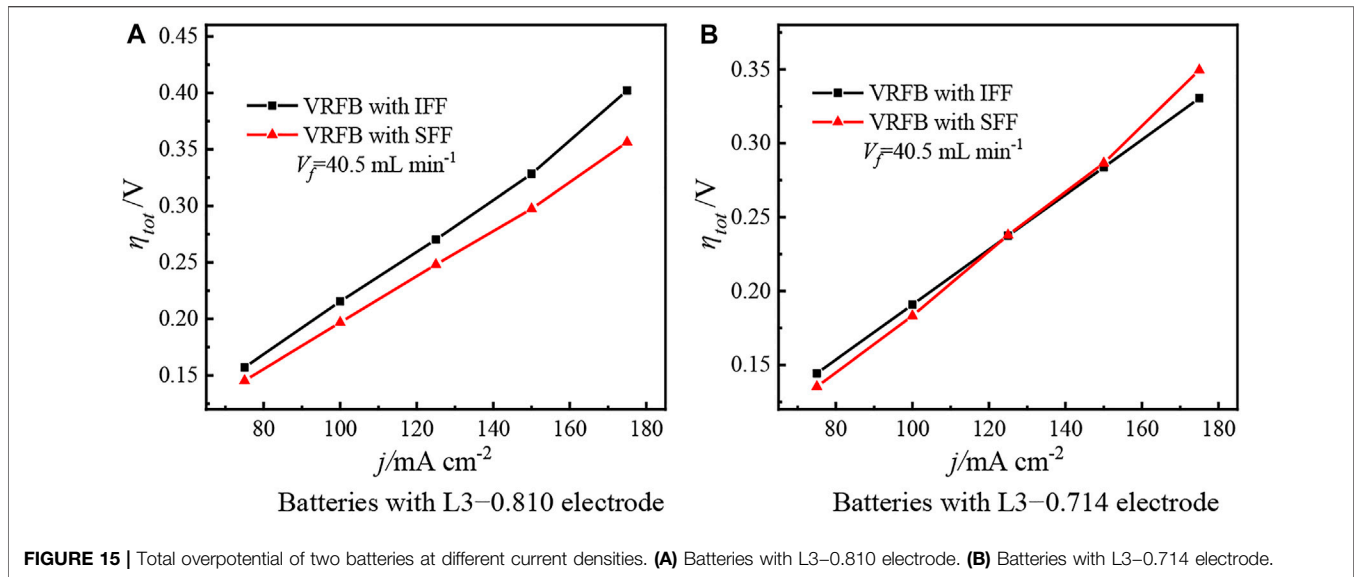 A
0.45
0.40
0.35
0.30
0.25
0.20
0.15
η_tot /V
VRFB with IFF
VRFB with SFF
V_f=40.5 mL min⁻¹
80 100 120 140 160 180
j/mA cm⁻²
Batteries with L3−0.810 electrode
B
0.35
0.30
0.25
0.20
0.15
η_tot /V
VRFB with IFF
VRFB with SFF
V_f=40.5 mL min⁻¹
80 100 120 140 160 180
j/mA cm⁻²
Batteries with L3−0.714 electrode
FIGURE 15 | Total overpotential of two batteries at different current densities. (A) Batteries with L3−0.810 electrode. (B) Batteries with L3−0.714 electrode.